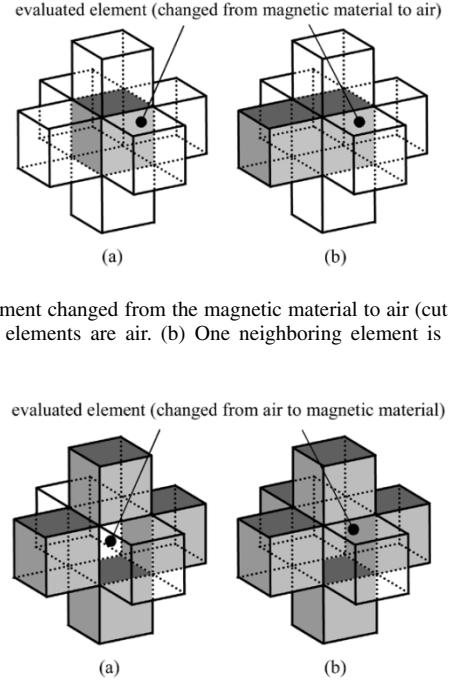 evaluated element (changed from magnetic material to air)
(a) (b)
ment changed from the magnetic material to air (cut
elements are air. (b) One neighboring element is
evaluated element (changed from air to magnetic material)
(a) (b)